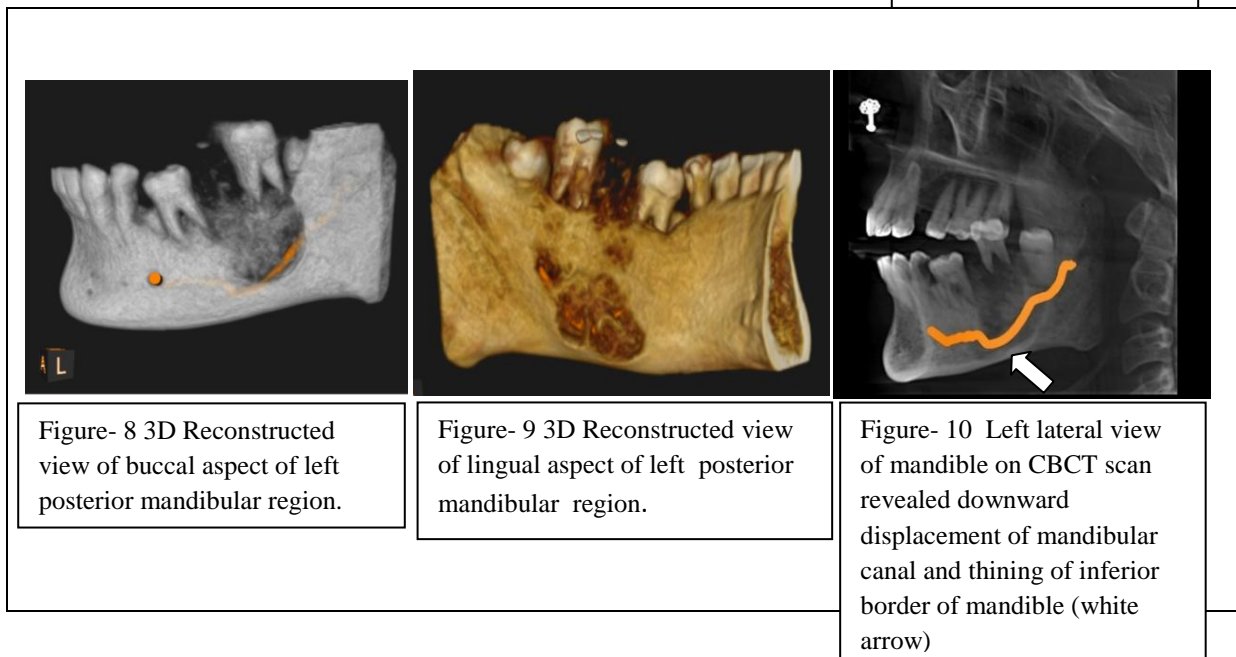 L
Figure- 8 3D Reconstructed
view of buccal aspect of left
posterior mandibular region.
Figure- 9 3D Reconstructed view
of lingual aspect of left posterior
mandibular region.
Figure- 10 Left lateral view
of mandible on CBCT scan
revealed downward
displacement of mandibular
canal and thining of inferior
border of mandible (white
arrow)